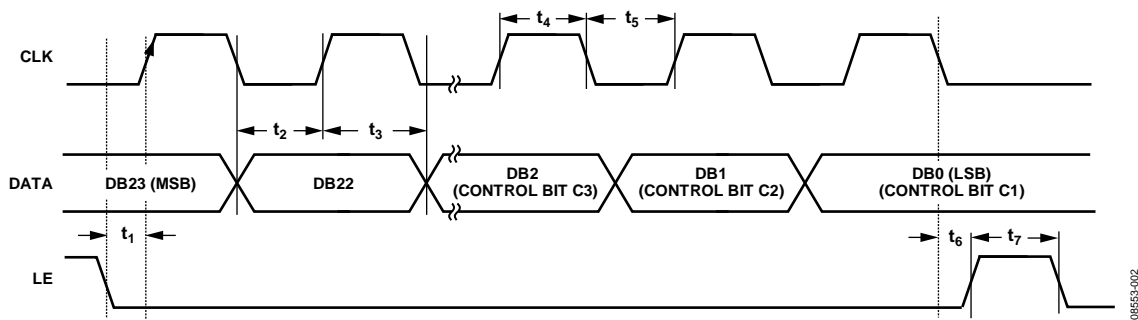 t4
t5
CLK
t2
t3
DATA
DB23 (MSB)
DB22
DB2
(CONTROL BIT C3)
DB1
(CONTROL BIT C2)
DB0 (LSB)
(CONTROL BIT C1)
t1
t6
t7
LE
08553-002